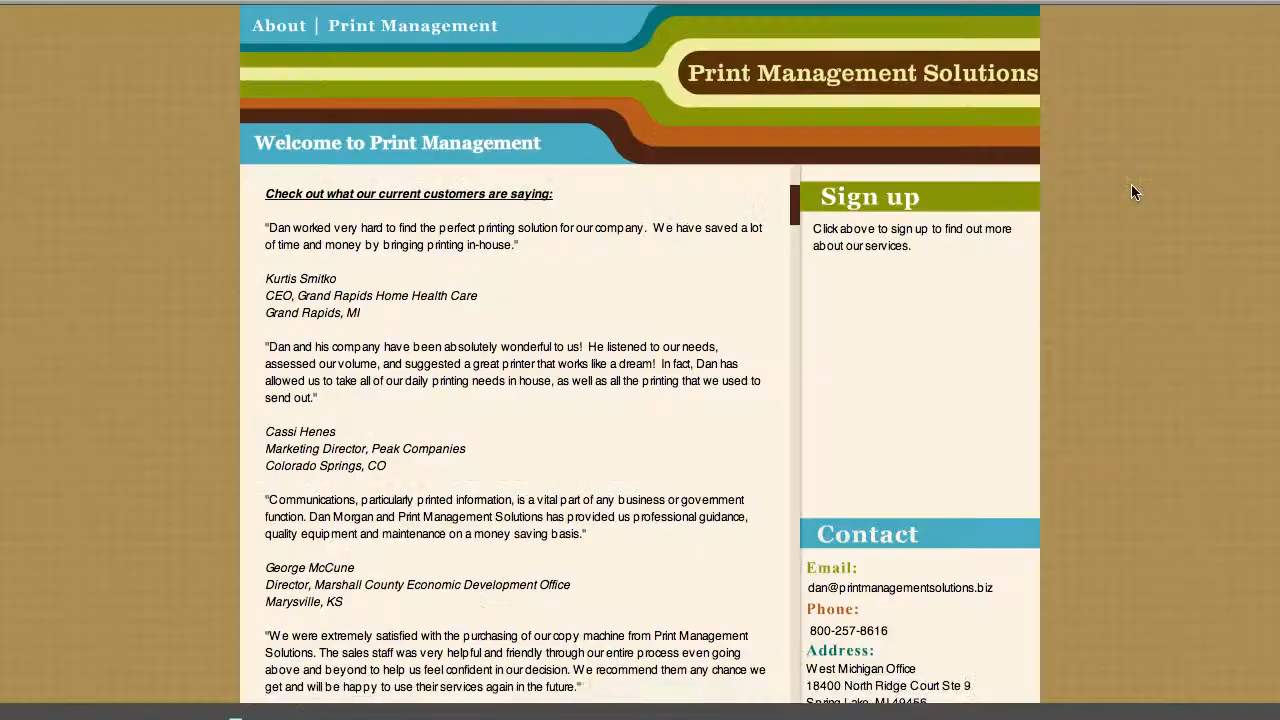 About | Print Management
Print Management Solutions
Welcome to Print Management
Check out what our current customers are saying:
"Dan worked very hard to find the perfect printing solution for our company. We have saved a lot
of time and money by bringing printing in-house."
Kurtis Smitko
CEO, Grand Rapids Home Health Care
Grand Rapids, MI
"Dan and his company have been absolutely wonderful to us! He listened to our needs,
assessed our volume, and suggested a great printer that works like a dream! In fact, Dan has
allowed us to take all of our daily printing needs in house, as well as all the printing that we used to
send out."
Cassi Henes
Marketing Director, Peak Companies
Colorado Springs, CO
"Communications, particularly printed information, is a vital part of any business or government
function. Dan Morgan and Print Management Solutions has provided us professional guidance,
quality equipment and maintenance on a money saving basis."
George McCune
Director, Marshall County Economic Development Office
Marysville, KS
"We were extremely satisfied with the purchasing of our copy machine from Print Management
Solutions. The sales staff was very helpful and friendly through our entire process even going
above and beyond to help us feel confident in our decision. We recommend them any chance we
get and will be happy to use their services again in the future."
Sign up
Click above to sign up to find out more
about our services.
Contact
Email:
dan@printmanagementsolutions.biz
Phone:
800-257-8616
Address:
West Michigan Office
18400 North Ridge Court Ste 9
Spring Lake, MI 49456